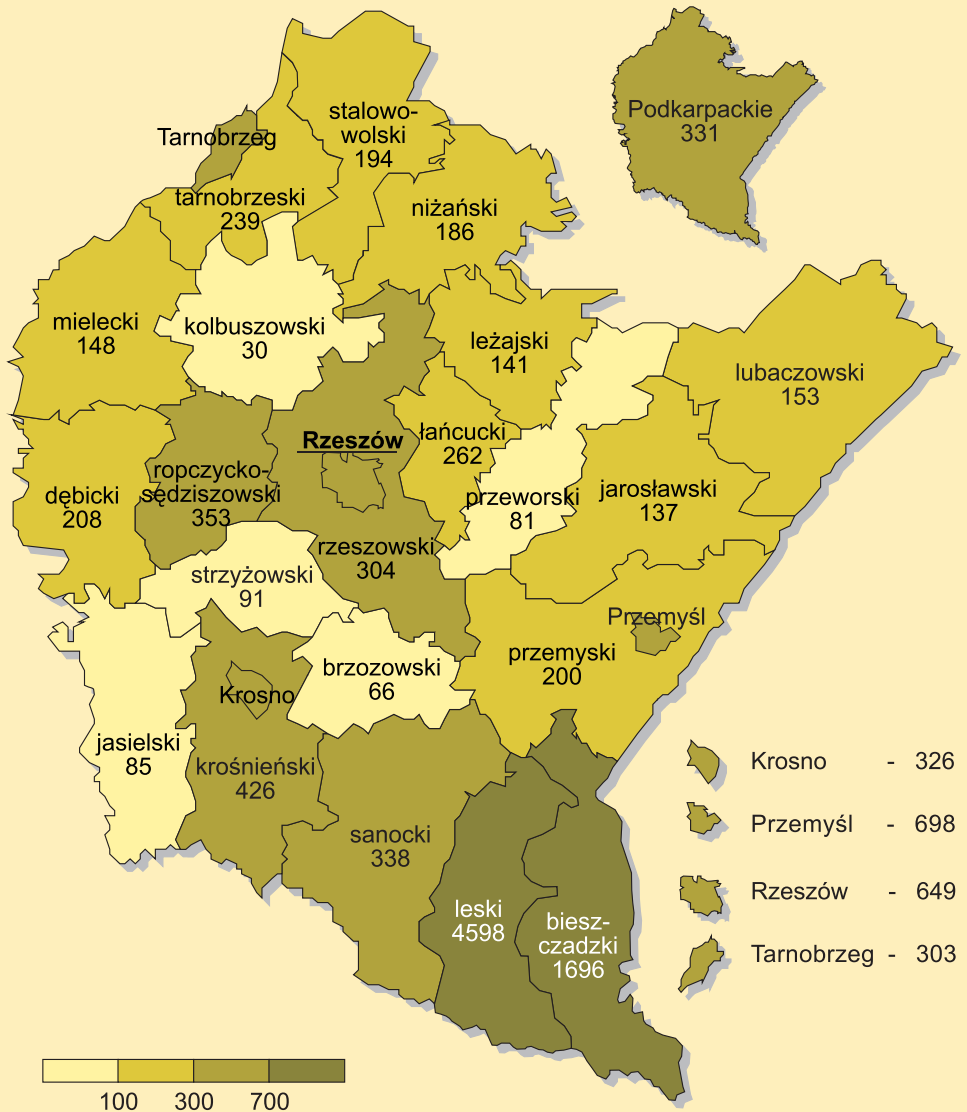 Podkarpackie
331
stalowo-
wolski
194
Tarnobrzeg
tarnobrzeski
239
niżański
186
mielecki
148
kolbuszowski
30
leżajski
141
lubaczowski
153
Rzeszów
łańcucki
262
ropczycko-
sędziszowski
353
dębicki
208
przeworski
81
jarosławski
137
rzeszowski
304
strzyżowski
91
Przemyśl
przemyski
200
brzozowski
66
Krosno
jasielski
85
krośnieński
426
sanocki
338
leski
4598
biesz-
czadzki
1696
Krosno - 326
Przemyśl - 698
Rzeszów - 649
Tarnobrzeg - 303
100 300 700